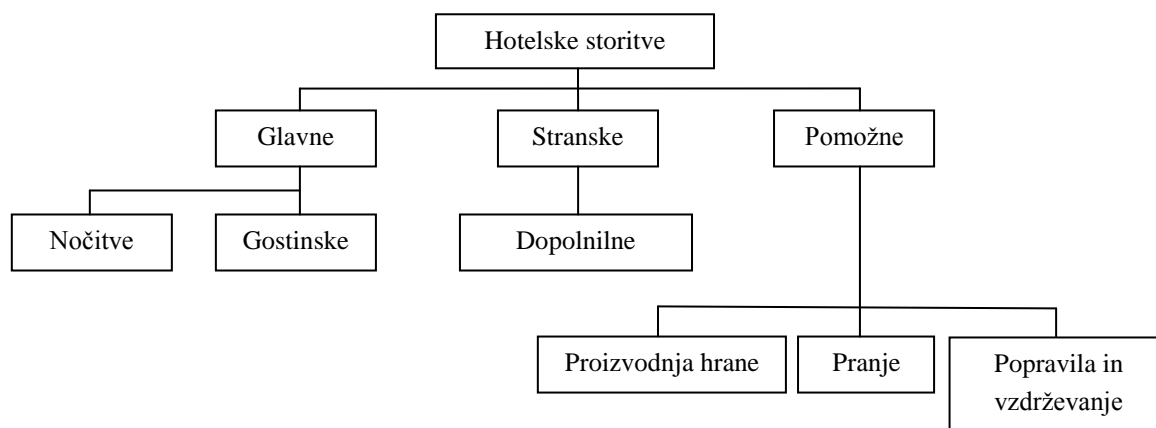 Hotelske storitve
Glavne
Stranske
Pomožne
Nočitve
Gostinske
Dopolnilne
Proizvodnja hrane
Pranje
Popravila in
vzdrževanje